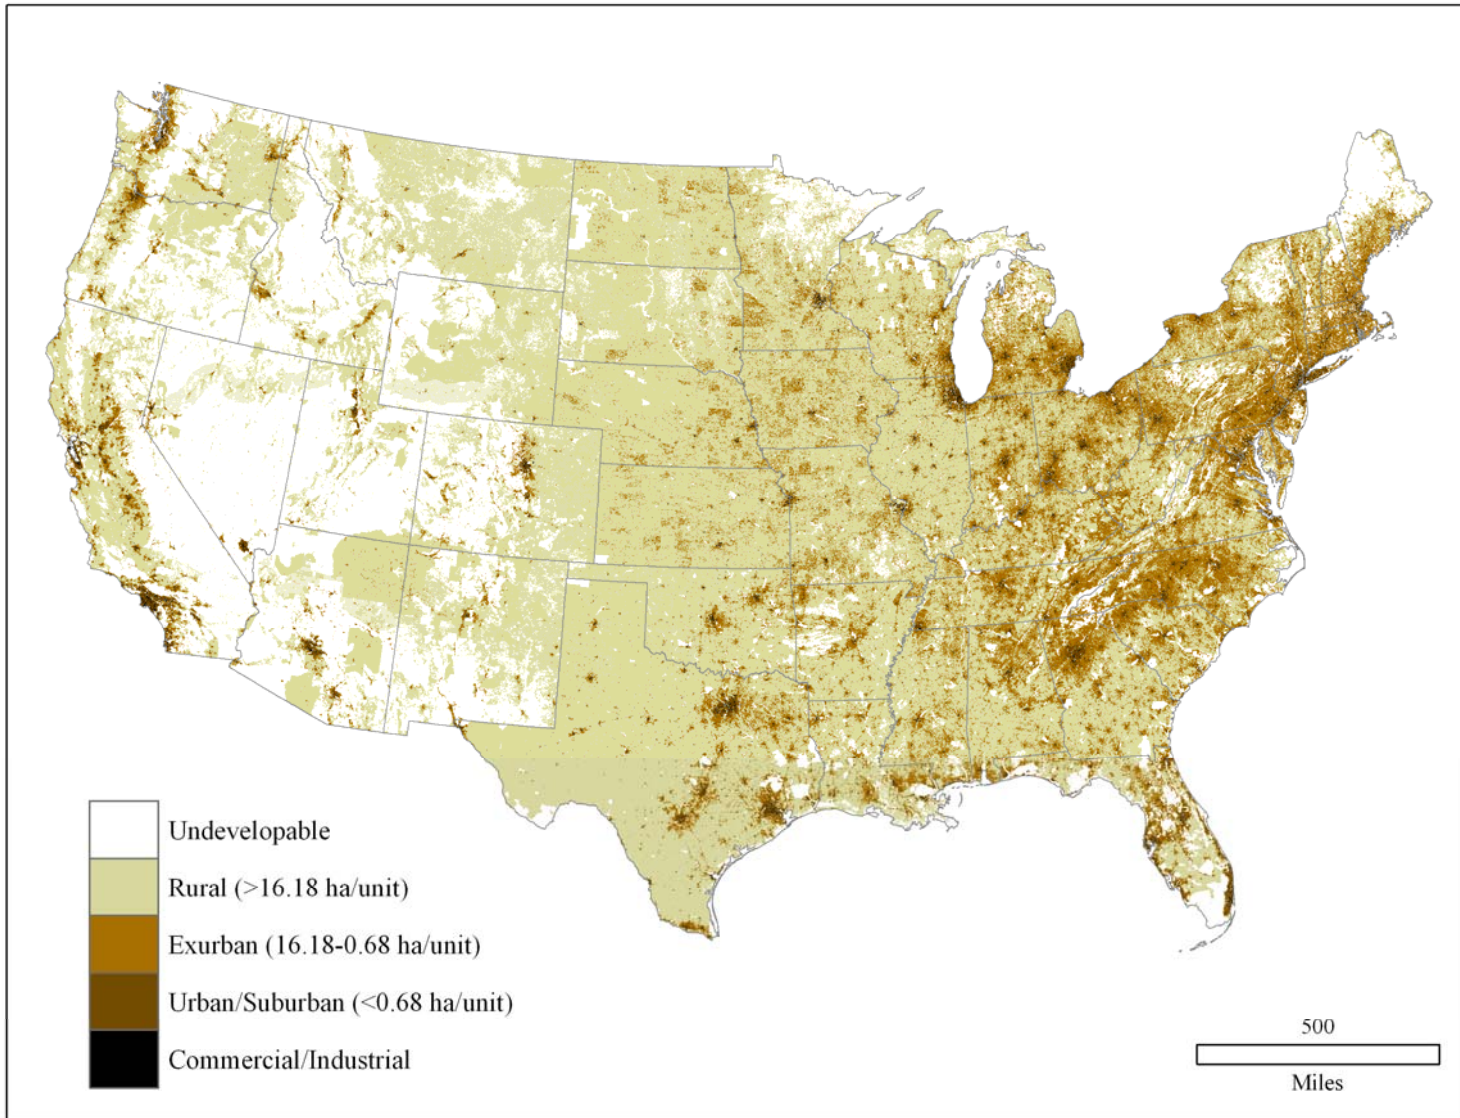 Undevelopable
Rural (>16.18 ha/unit)
Exurban (16.18-0.68 ha/unit)
Urban/Suburban (<0.68 ha/unit)
Commercial/Industrial
500
Miles